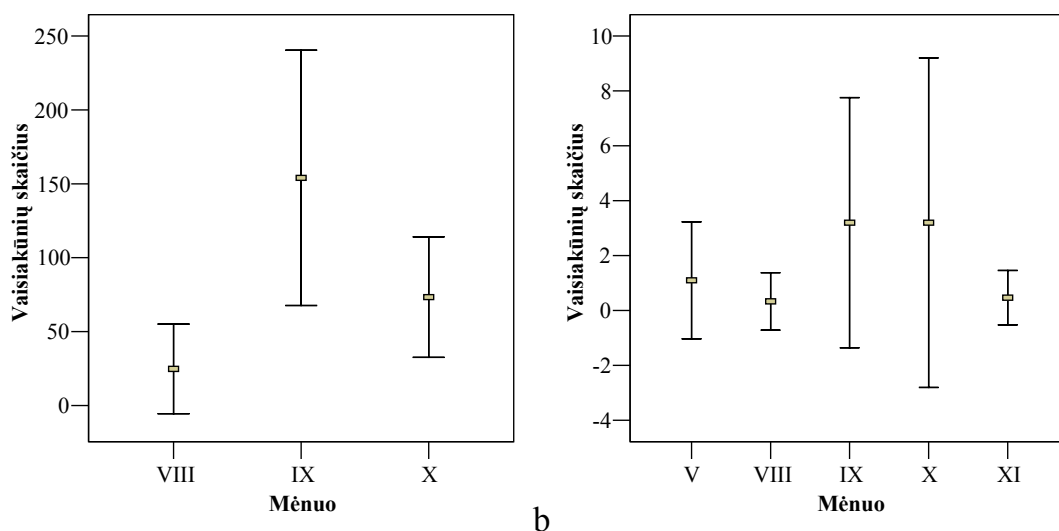 250
200
150
100
50
0
Vaisiakūnių skaičius
VIII IX X
Mėnuo
b
10
8
6
4
2
0
-2
-4
Vaisiakūnių skaičius
V VIII IX X XI
Mėnuo